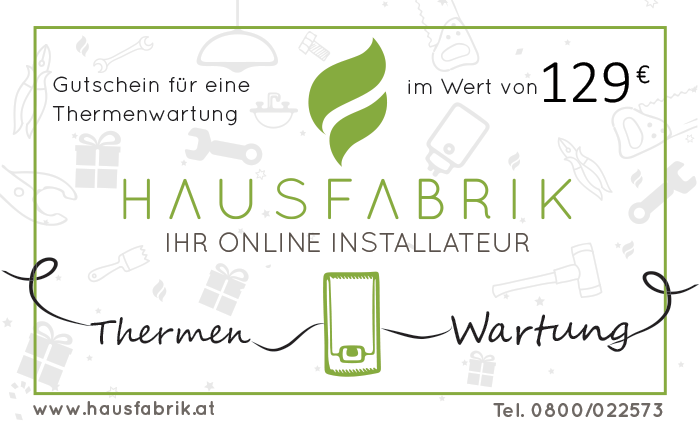 Gutschein für eine
Thermenwartung
im Wert von 129 €
HAUSFABRIK
IHR ONLINE INSTALLATEUR
Thermen Wartung
www.hausfabrik.at
Tel. 0800/022573